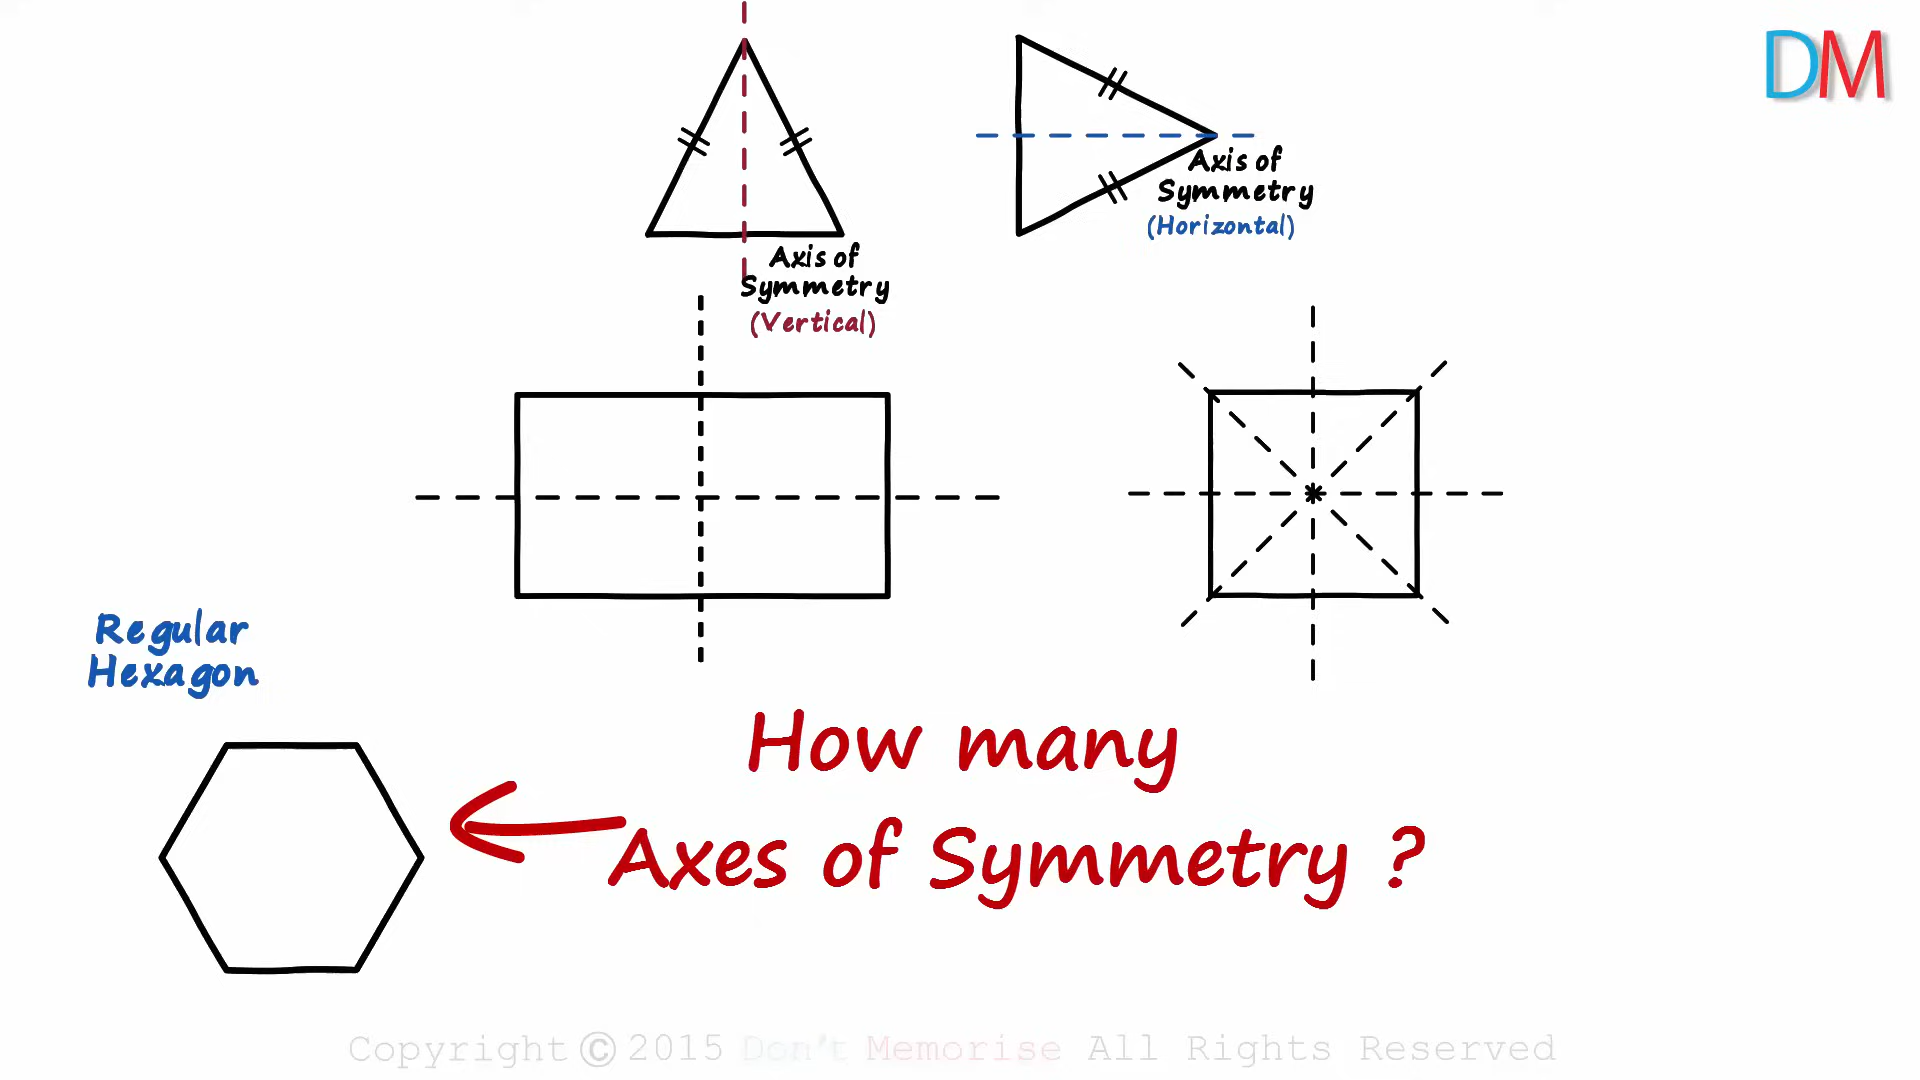 DM
Axis of
Symmetry
(Horizontal)
Axis of
Symmetry
(Vertical)
Regular
Hexagon
How many
Axes of Symmetry ?
Copyright © 2015 Don't Memorise All Rights Reserved